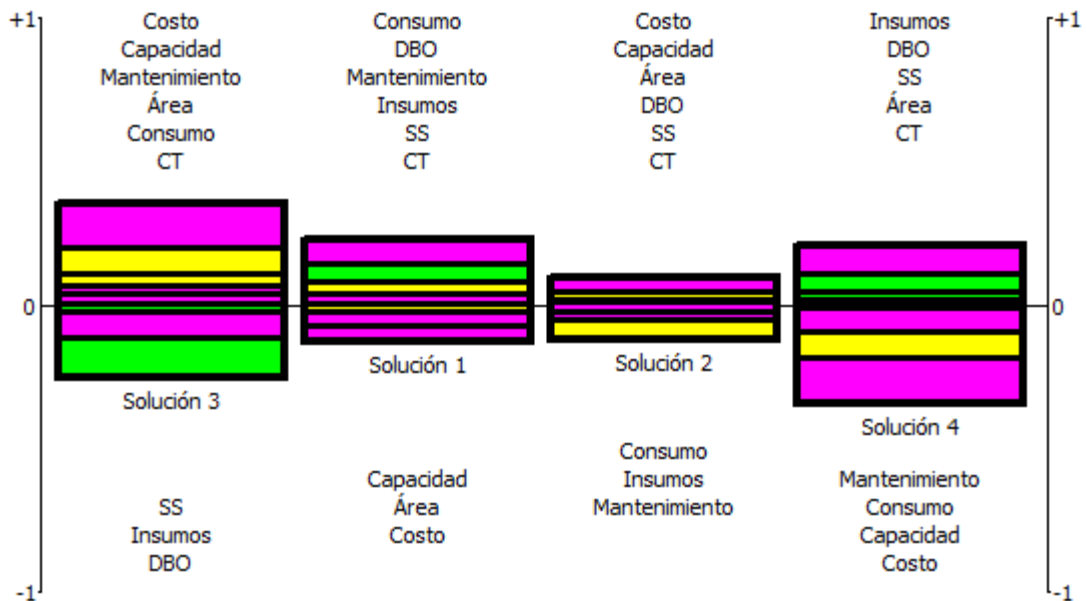 +1
0
-1
Costo
Capacidad
Mantenimiento
Área
Consumo
CT
Solución 3
SS
Insumos
DBO
Consumo
DBO
Mantenimiento
Insumos
SS
CT
Solución 1
Capacidad
Área
Costo
Costo
Capacidad
Área
DBO
SS
CT
Solución 2
Consumo
Insumos
Mantenimiento
Insumos
DBO
SS
Área
CT
Solución 4
Mantenimiento
Consumo
Capacidad
Costo
+1
0
-1